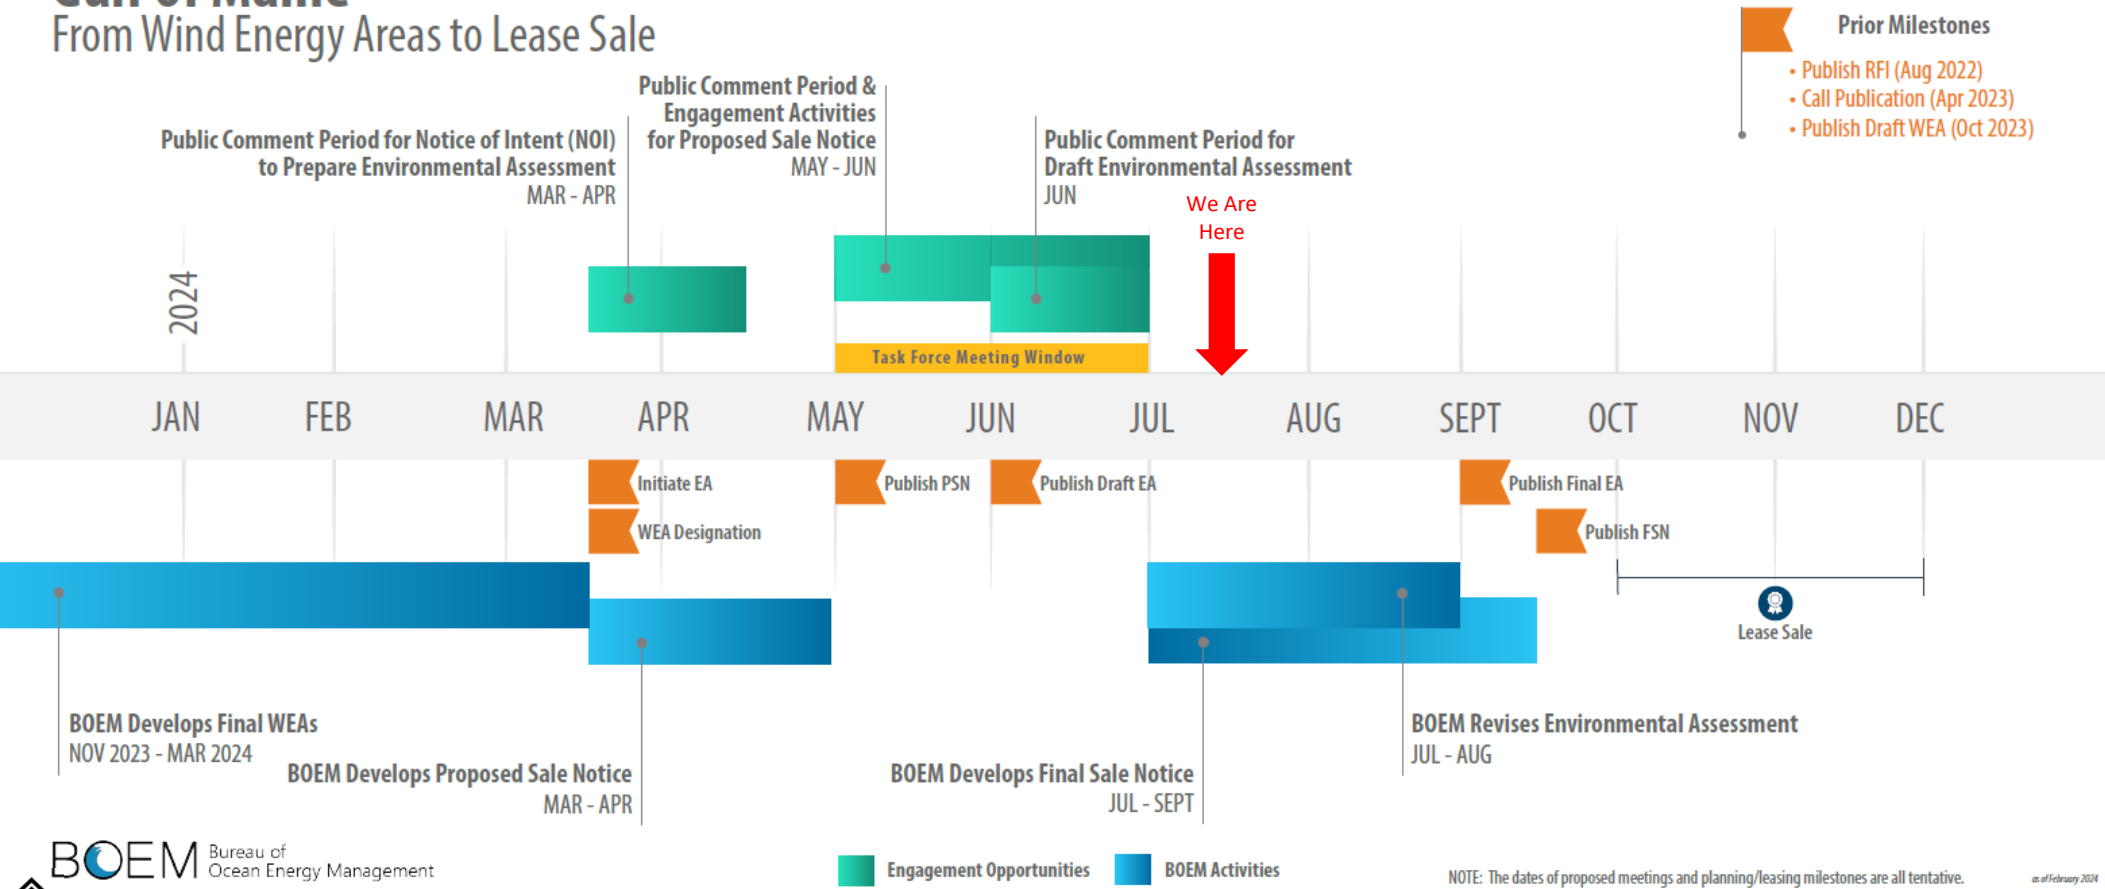 Gulf of Maine
From Wind Energy Areas to Lease Sale
Prior Milestones
• Publish RFI (Aug 2022)
• Call Publication (Apr 2023)
• Publish Draft WEA (Oct 2023)
Public Comment Period for Notice of Intent (NOI)
to Prepare Environmental Assessment
MAR - APR
Public Comment Period &
Engagement Activities
for Proposed Sale Notice
MAY - JUN
Public Comment Period for
Draft Environmental Assessment
JUN
We Are
Here
2024
Task Force Meeting Window
JAN FEB MAR APR MAY JUN JUL AUG SEPT OCT NOV DEC
Initiate EA
WEA Designation
Publish PSN
Publish Draft EA
Publish Final EA
Publish FSN
Lease Sale
BOEM Develops Final WEAs
NOV 2023 - MAR 2024
BOEM Develops Proposed Sale Notice
MAR - APR
BOEM Develops Final Sale Notice
JUL - SEPT
BOEM Revises Environmental Assessment
JUL - AUG
BOEM Bureau of
Ocean Energy Management
Engagement Opportunities
BOEM Activities
NOTE: The dates of proposed meetings and planning/leasing milestones are all tentative.
as of February 2024